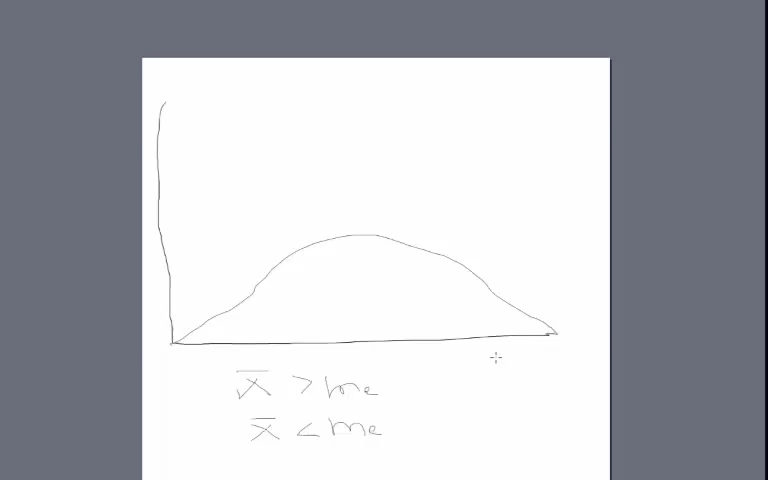 x̅ > me
x̅ < me